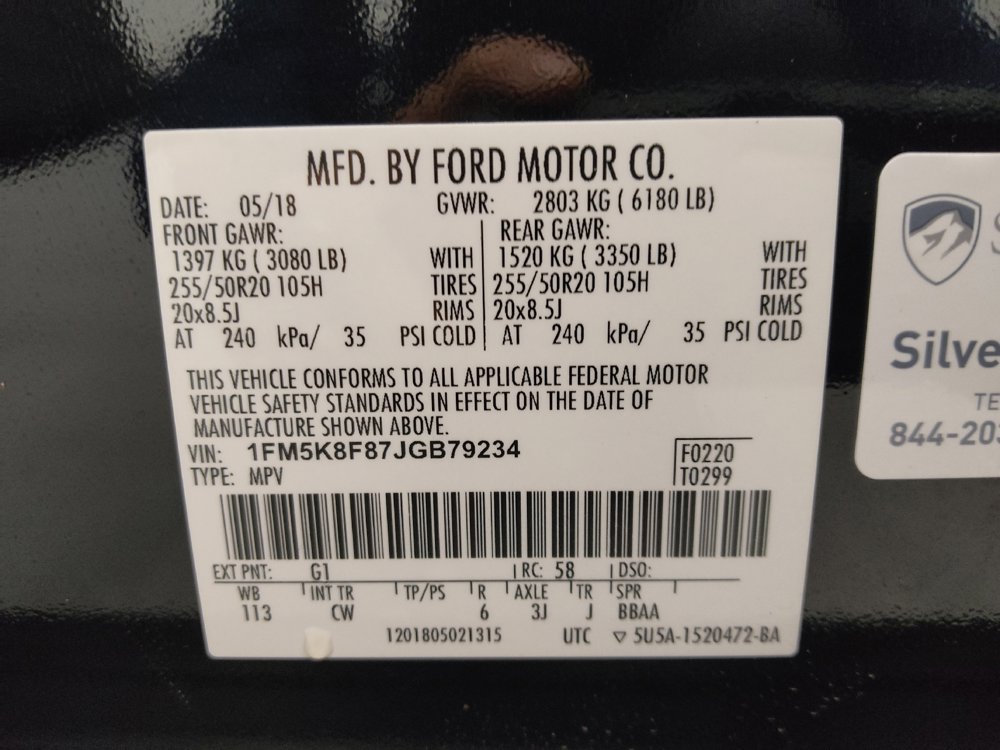 MFD. BY FORD MOTOR CO.
DATE: 05/18 GVWR: 2803 KG ( 6180 LB)
FRONT GAWR: REAR GAWR:
1397 KG ( 3080 LB) WITH 1520 KG ( 3350 LB) WITH
255/50R20 105H TIRES 255/50R20 105H TIRES
20x8.5J RIMS 20x8.5J RIMS
AT 240 kPa/ 35 PSI COLD AT 240 kPa/ 35 PSI COLD
THIS VEHICLE CONFORMS TO ALL APPLICABLE FEDERAL MOTOR
VEHICLE SAFETY STANDARDS IN EFFECT ON THE DATE OF
MANUFACTURE SHOWN ABOVE.
VIN: 1FM5K8F87JGB79234 F0220
TYPE: MPV T0299
EXT PNT: G1 RC: 58 DSO:
WB INT TR TP/PS R AXLE TR SPR
113 CW 6 3J J BBAA
1201805021315 UTC ▽ 5U5A-1520472-BA
S
Silve
TE
844-203